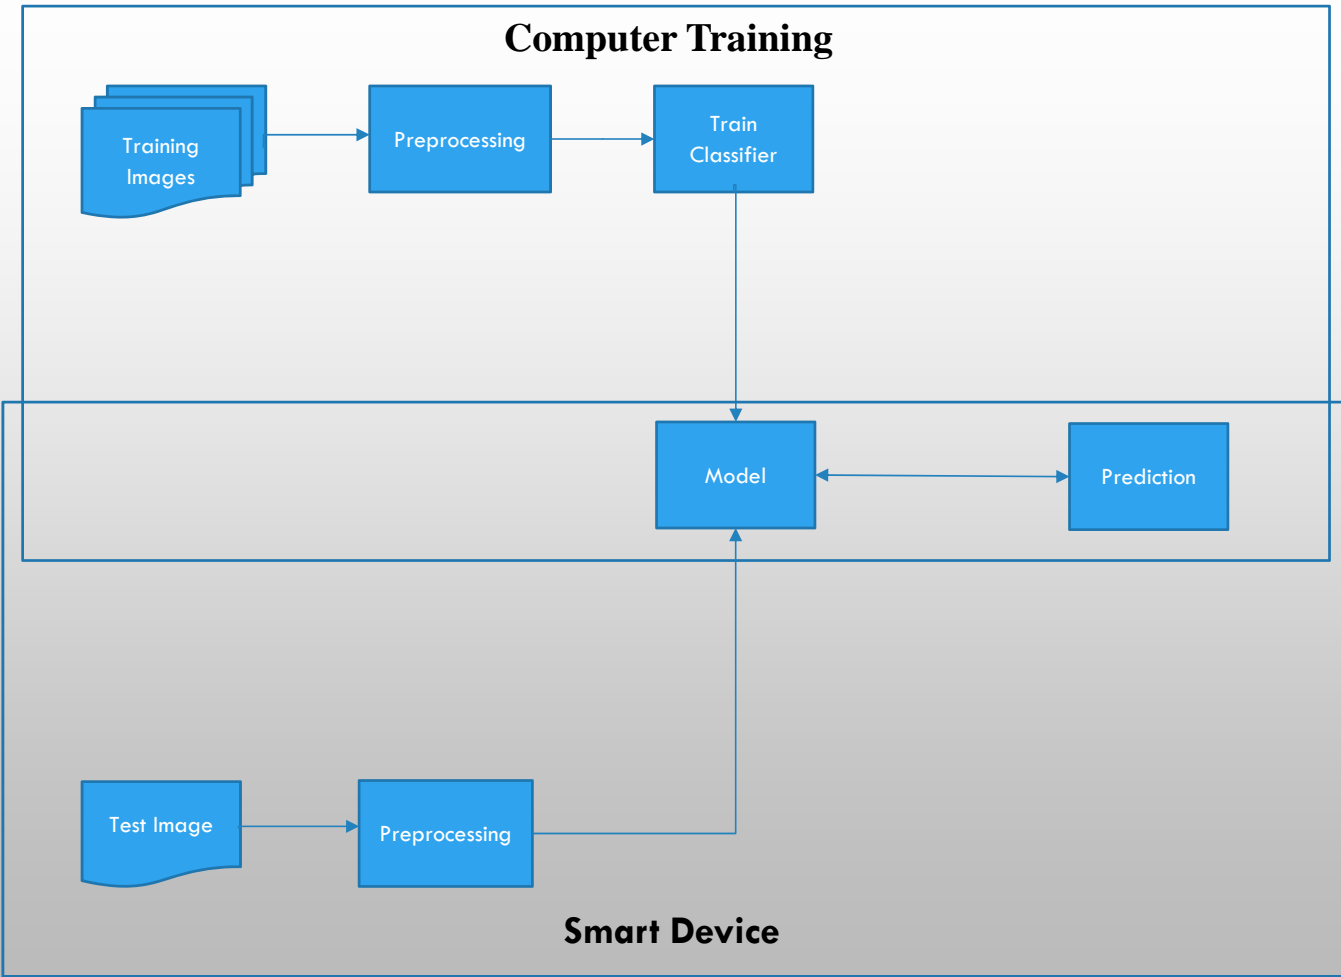 Computer Training
Training
Images
Preprocessing
Train
Classifier
Model
Prediction
Test Image
Preprocessing
Smart Device